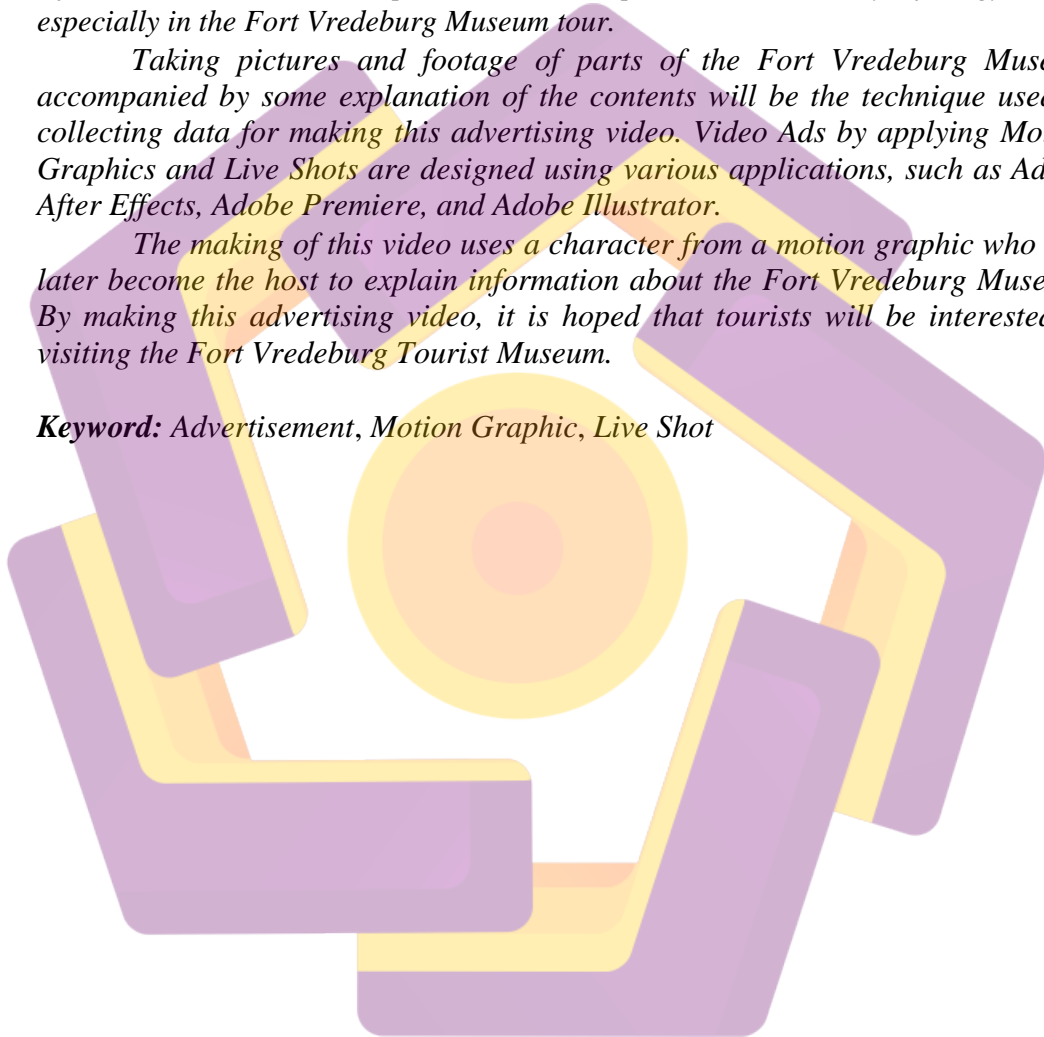 especially in the Fort Vredeburg Museum tour.
Taking pictures and footage of parts of the Fort Vredeburg Muse
accompanied by some explanation of the contents will be the technique used
collecting data for making this advertising video. Video Ads by applying Mo
Graphics and Live Shots are designed using various applications, such as Ad
After Effects, Adobe Premiere, and Adobe Illustrator.
The making of this video uses a character from a motion graphic who
later become the host to explain information about the Fort Vredeburg Muse
By making this advertising video, it is hoped that tourists will be interested
visiting the Fort Vredeburg Tourist Museum.
Keyword: Advertisement, Motion Graphic, Live Shot